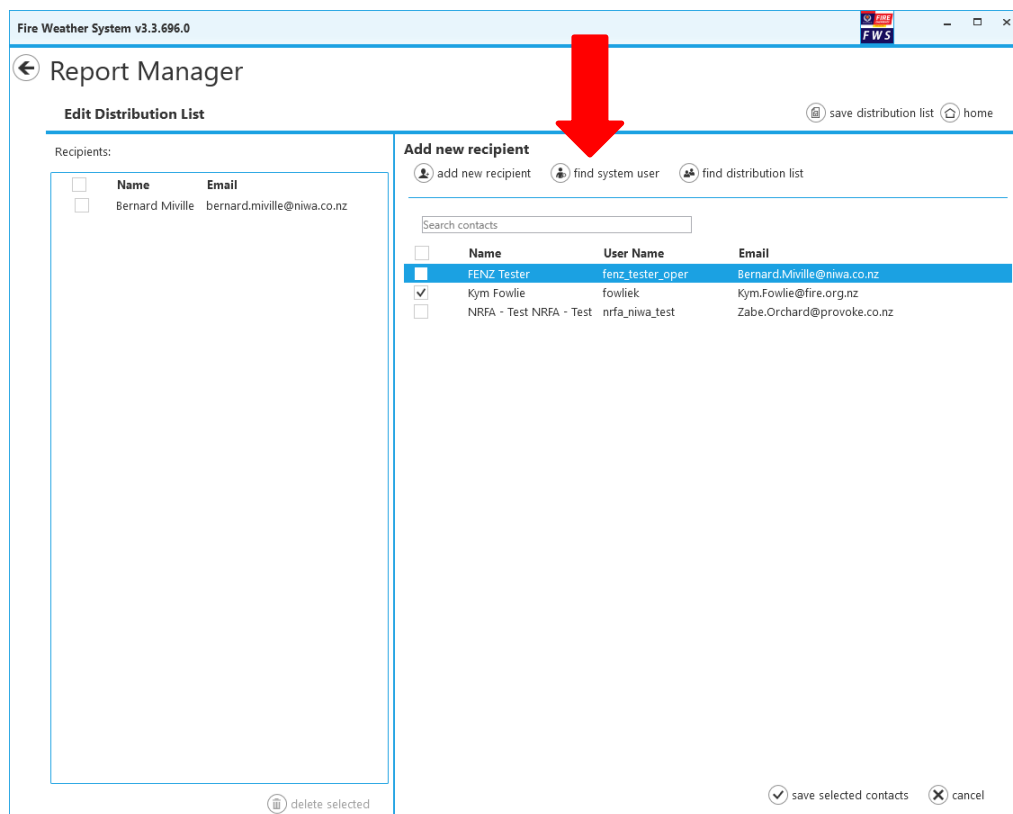 Fire Weather System v3.3.696.0
FIRE
FWS
Report Manager
Edit Distribution List
save distribution list
home
Recipients:
Name Email
Bernard Miville bernard.miville@niwa.co.nz
delete selected
Add new recipient
add new recipient
find system user
find distribution list
Search contacts
Name User Name Email
FENZ Tester fenz_tester_oper Bernard.Miville@niwa.co.nz
Kym Fowlie fowliek Kym.Fowlie@fire.org.nz
NRFA - Test NRFA - Test nrfa_niwa_test Zabe.Orchard@provoke.co.nz
save selected contacts
cancel